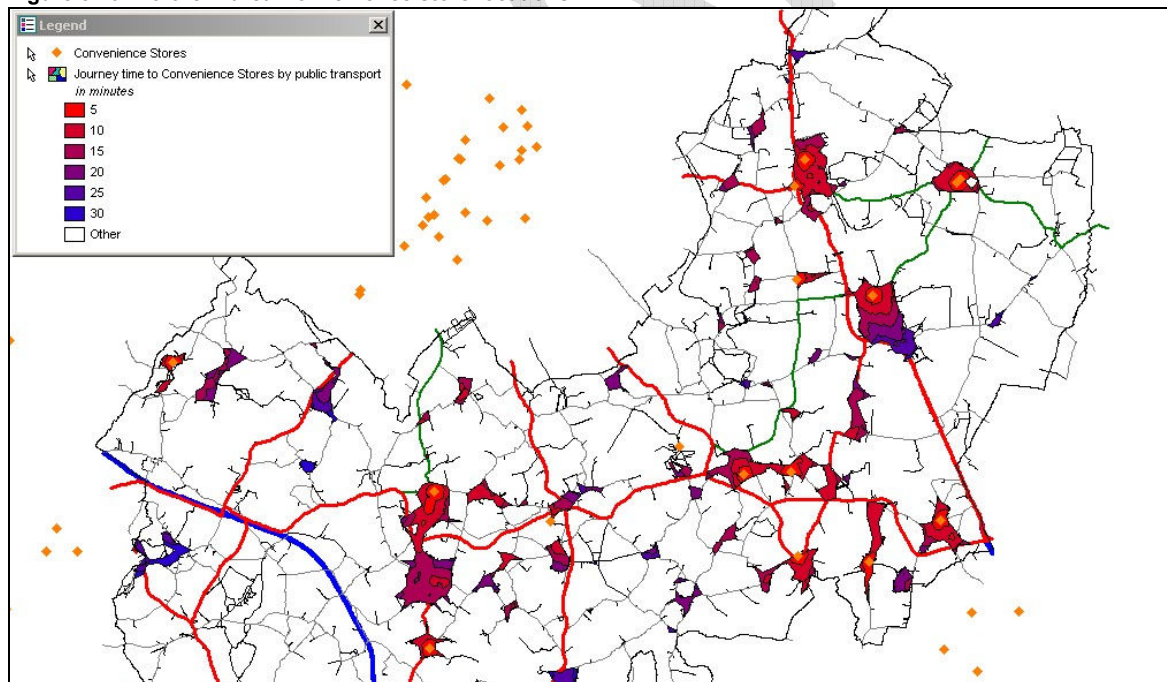 Legend
Convenience Stores
Journey time to Convenience Stores by public transport
in minutes
5
10
15
20
25
30
Other